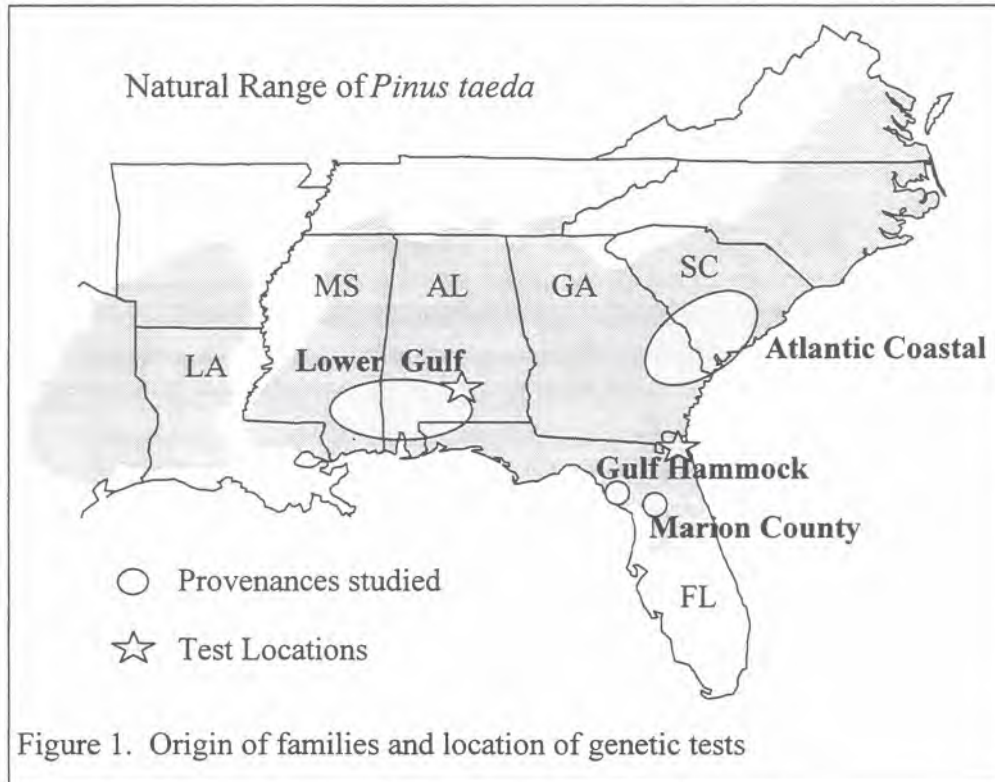 Natural Range of Pinus taeda
MS
AL
GA
SC
LA
Lower Gulf
Atlantic Coastal
Gulf Hammock
Marion County
FL
Provenances studied
Test Locations
Figure 1. Origin of families and location of genetic tests